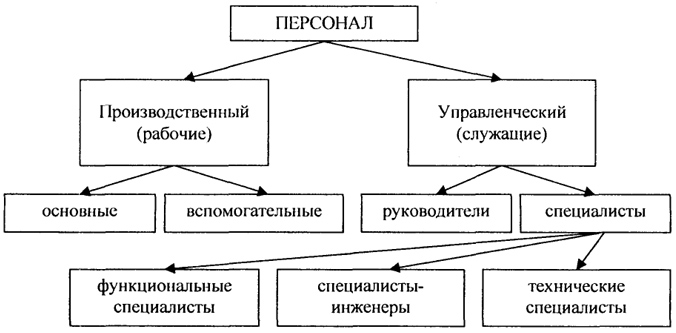 ПЕРСОНАЛ
Производственный
(рабочие)
Управленческий
(служащие)
основные
вспомогательные
руководители
специалисты
функциональные
специалисты
специалисты-
инженеры
технические
специалисты